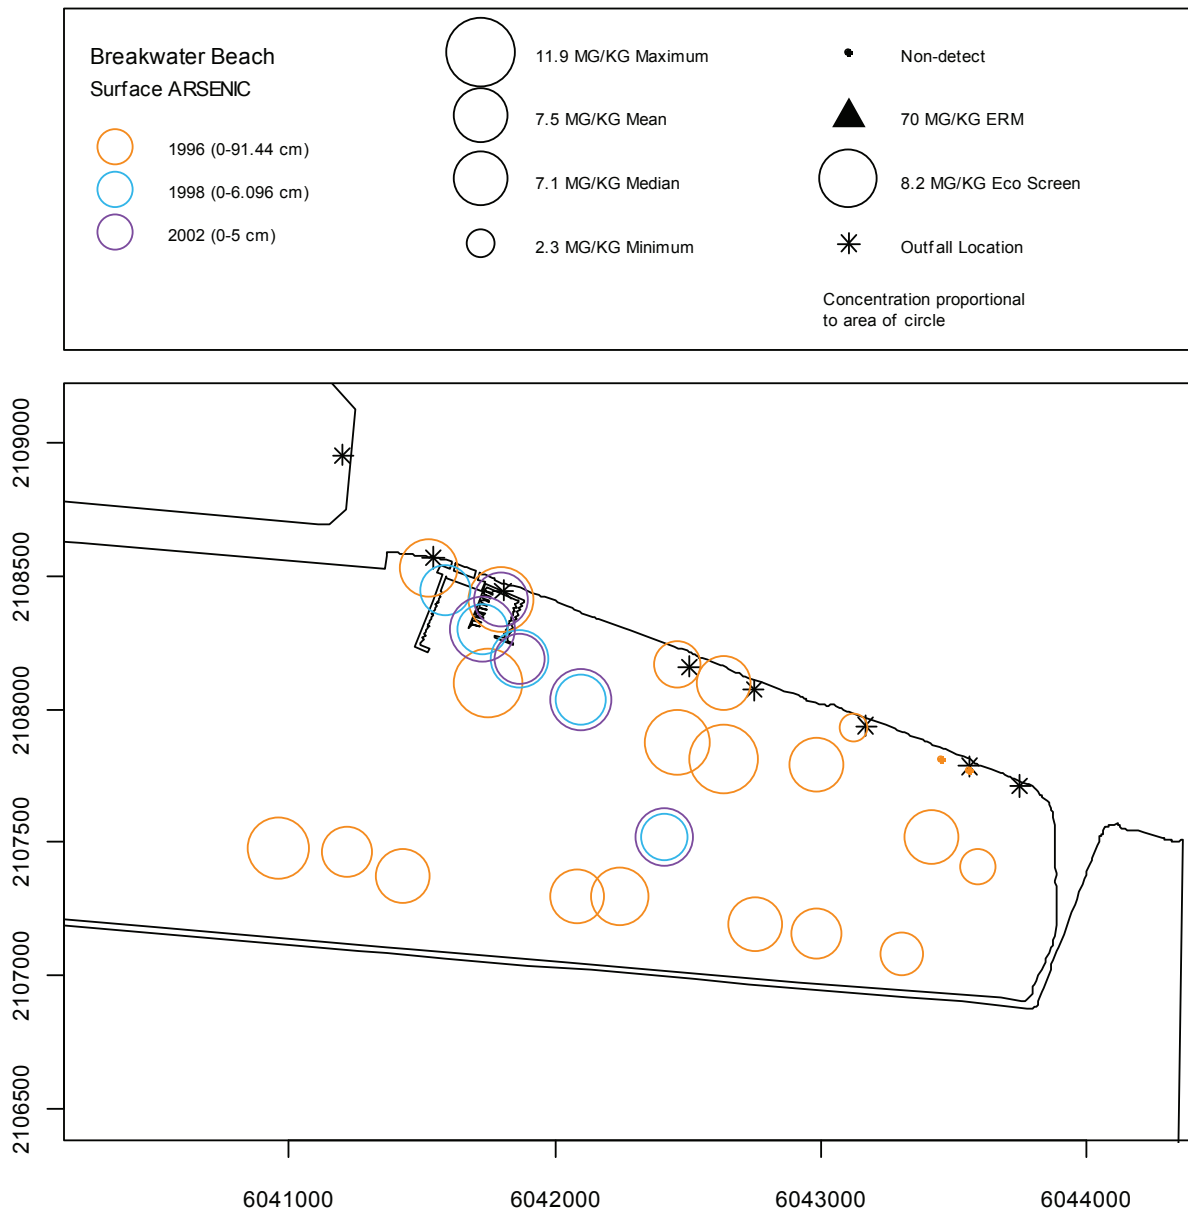 Breakwater Beach
Surface ARSENIC
1996 (0-91.44 cm)
1998 (0-6.096 cm)
2002 (0-5 cm)
11.9 MG/KG Maximum
7.5 MG/KG Mean
7.1 MG/KG Median
2.3 MG/KG Minimum
Non-detect
70 MG/KG ERM
8.2 MG/KG Eco Screen
Outfall Location
Concentration proportional
to area of circle
2109000
2108500
2108000
2107500
2107000
2106500
6041000
6042000
6043000
6044000